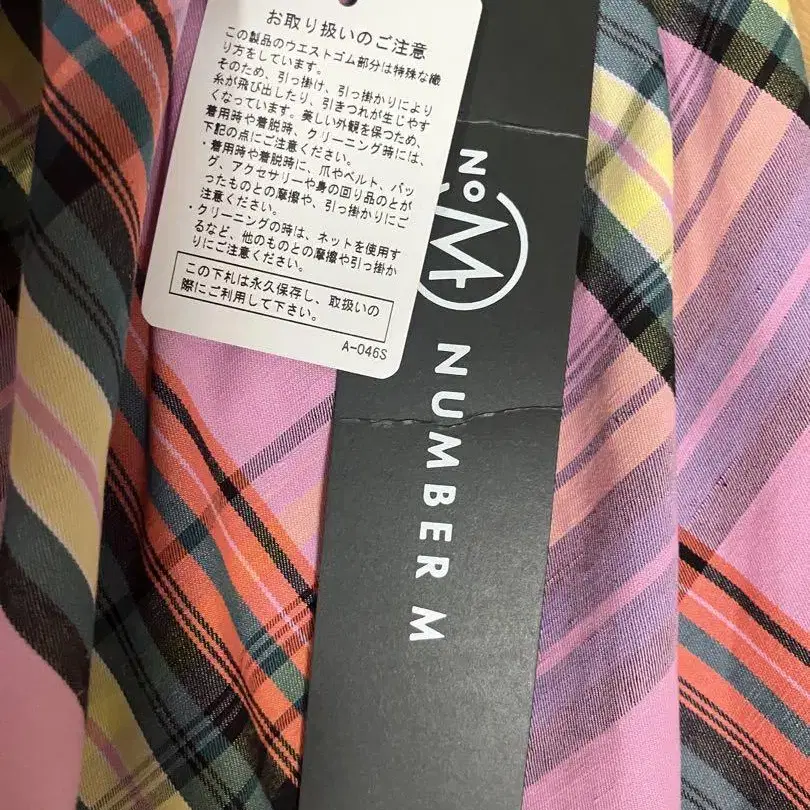 お取り扱いのご注意
この製品のウエストゴム部分は特殊な織
り方をしています。
そのため、引っ掛け、引っ掛かりにより
糸が飛び出したり、引きつれが生じやす
くなっています。美しい外観を保つため、
着用時や着脱時、クリーニング時には、
下記の点にご注意ください。
・着用時や着脱時に、爪やベルト、バッ
グ、アクセサリーや身の回り品のとが
ったものとの摩擦や、引っ掛かりにご
注意ください。
・クリーニングの時は、ネットを使用す
るなど、他のものとの摩擦や引っ掛か
りにご注意ください。
この下札は永久保存し、取扱いの
際にご利用して下さい。
A-046S
No
M
NUMBER M